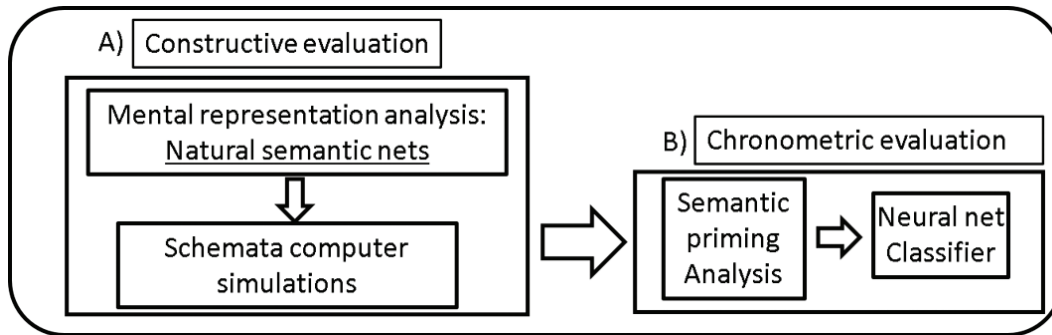 A) Constructive evaluation
Mental representation analysis:
Natural semantic nets
Schemata computer
simulations
B) Chronometric evaluation
Semantic
priming
Analysis
Neural net
Classifier